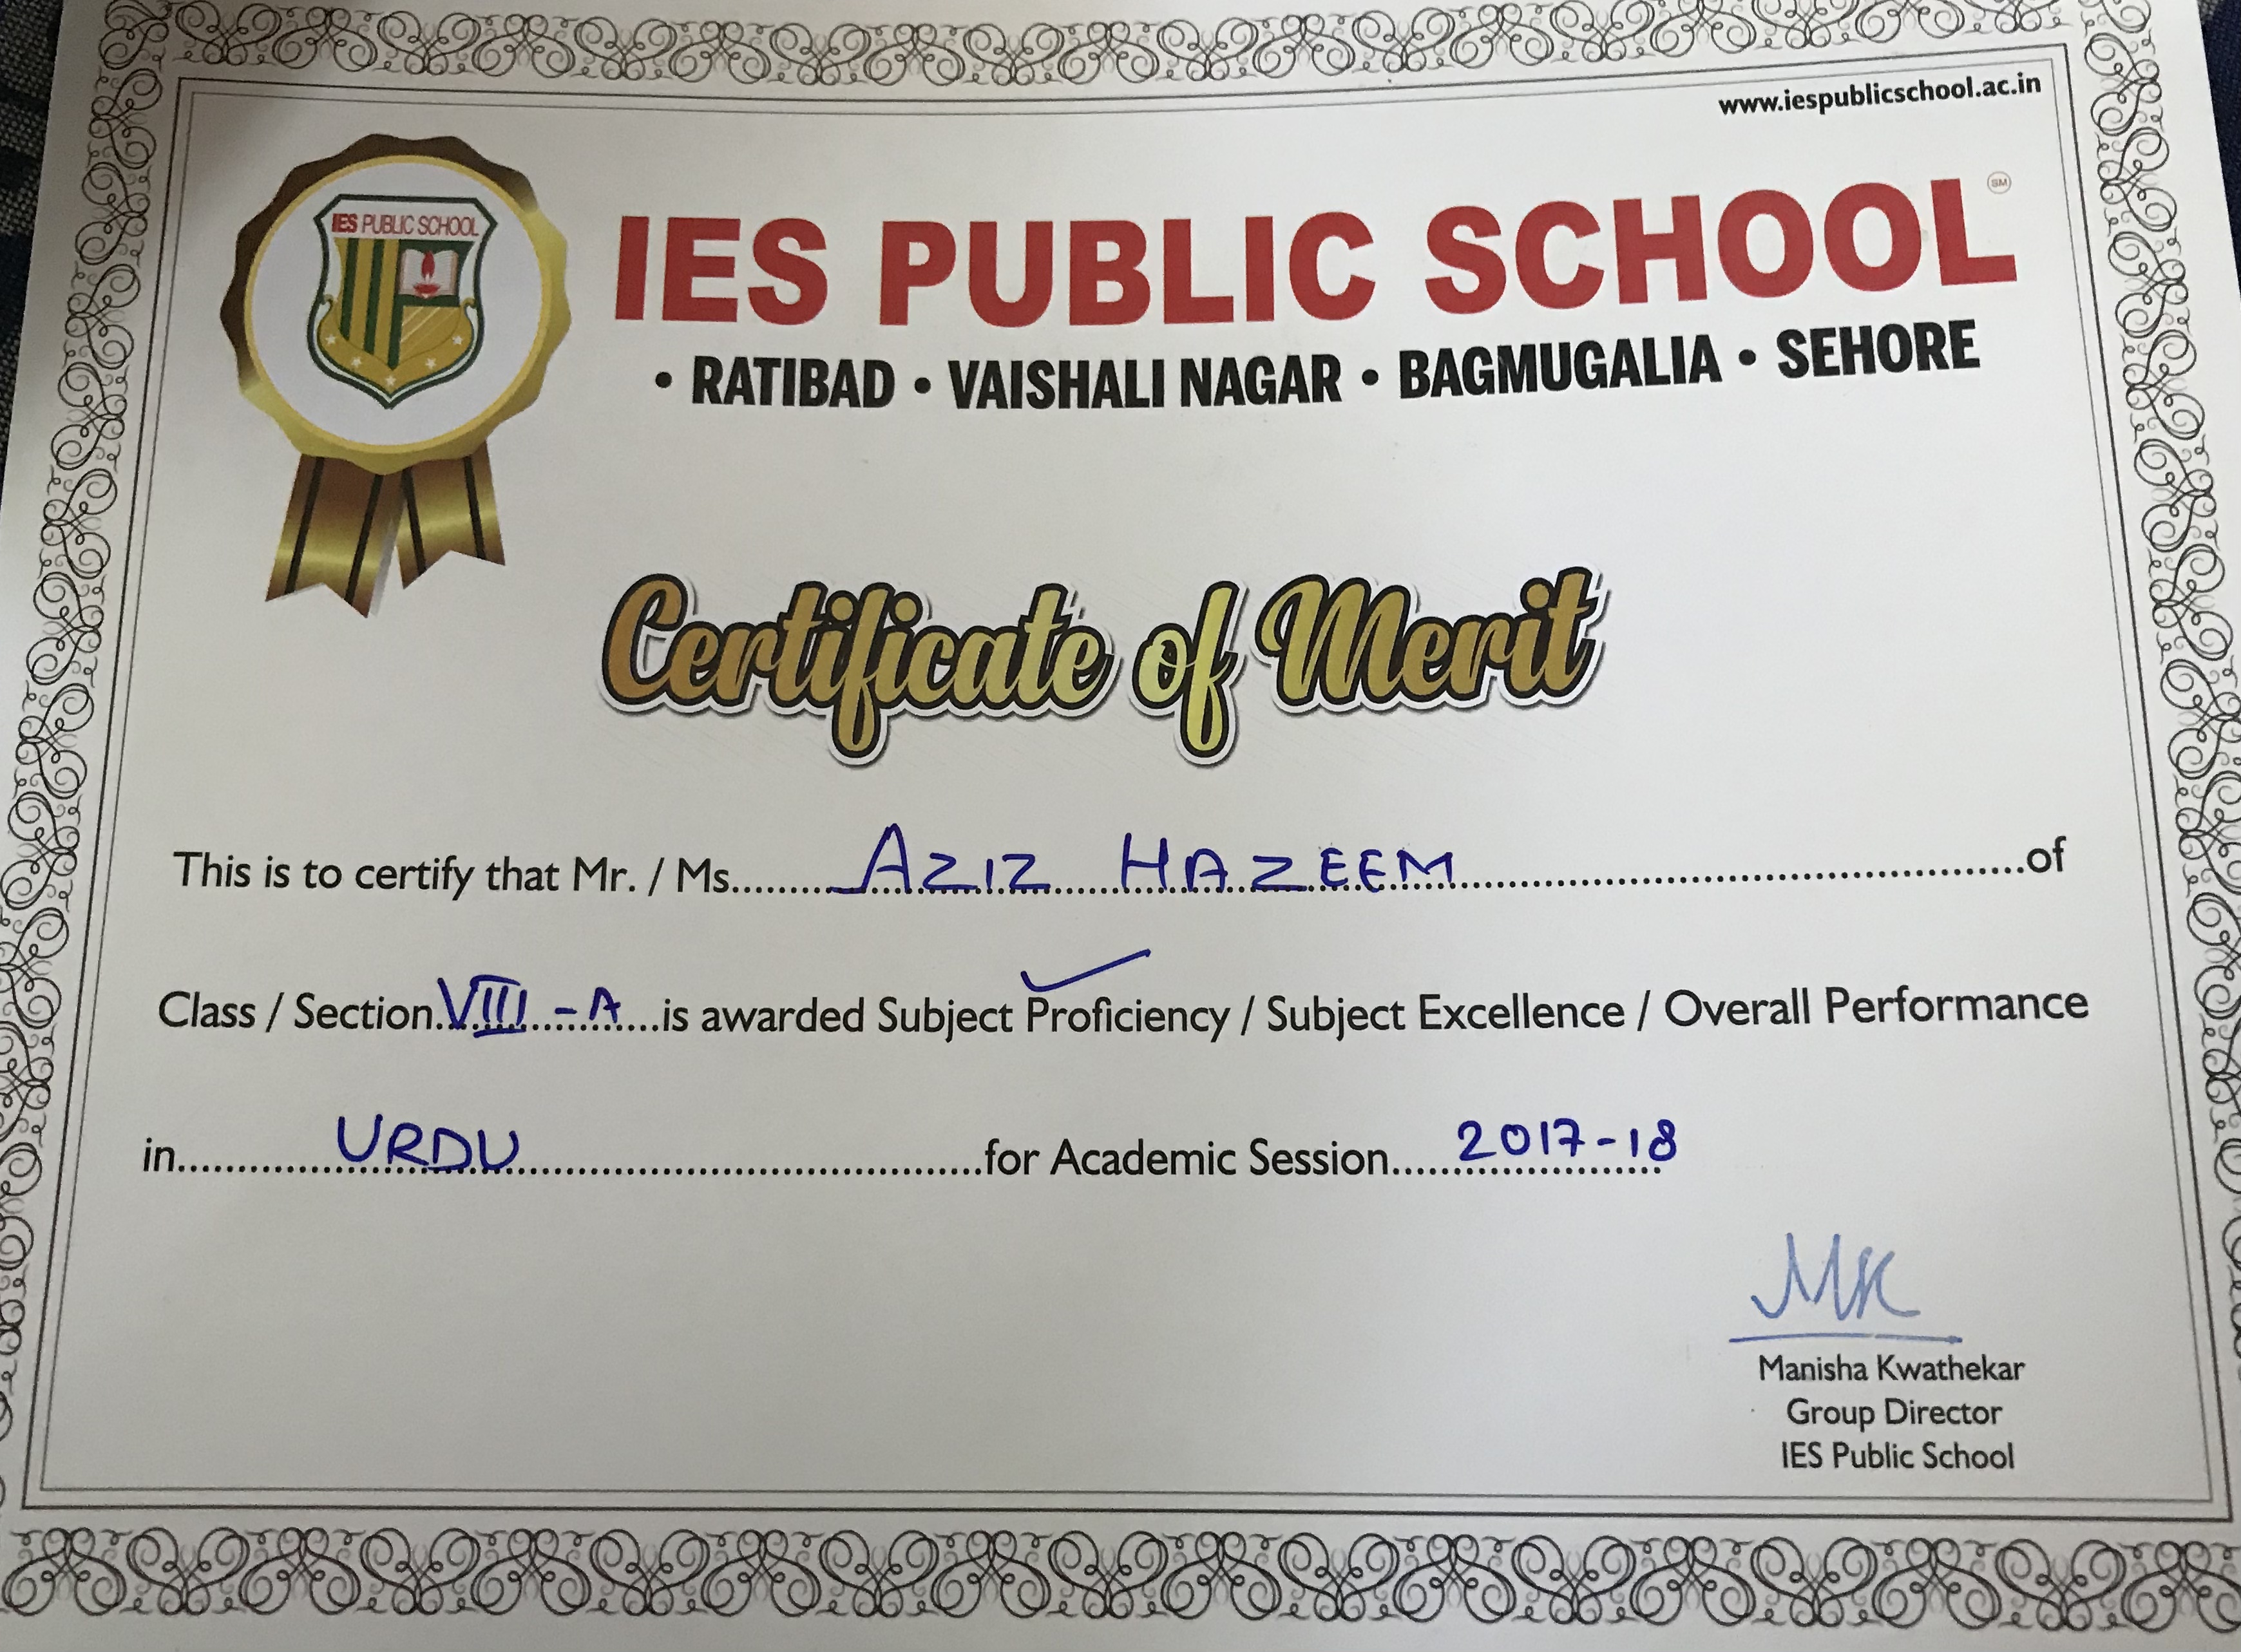 www.iespublicschool.ac.in
IES PUBLIC SCHOOL
IES PUBLIC SCHOOL SM
• RATIBAD • VAISHALI NAGAR • BAGMUGALIA • SEHORE
Certificate of Merit
This is to certify that Mr. / Ms. AZIZ HAZEEM of
Class / Section. VIII - A is awarded Subject Proficiency / Subject Excellence / Overall Performance
in URDU for Academic Session 2017-18
MK
Manisha Kwathekar
Group Director
IES Public School